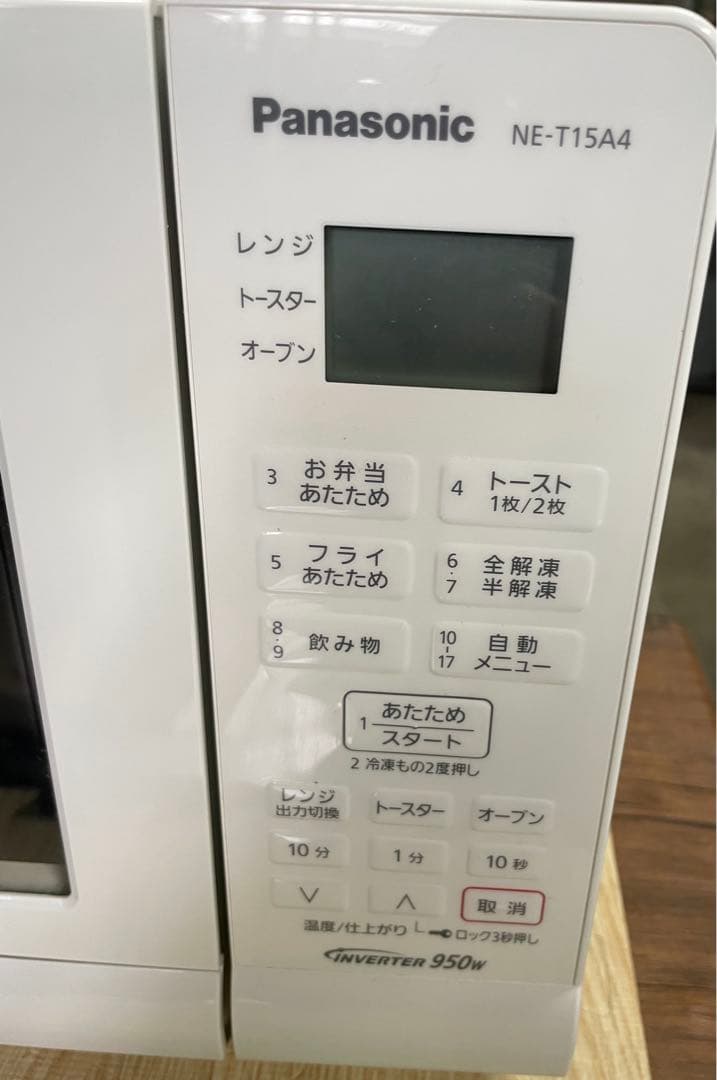 Panasonic NE-T15A4
レンジ
トースター
オーブン
3 お弁当
あたため
4 トースト
1枚/2枚
5 フライ
あたため
6・7 全解凍
半解凍
8・9 飲み物
10-17 自動
メニュー
1 あたため
スタート
2 冷凍もの2度押し
レンジ
出力切換
トースター
オーブン
10分
1分
10秒
∨
∧
取消
温度/仕上がり
ロック3秒押し
INVERTER 950W